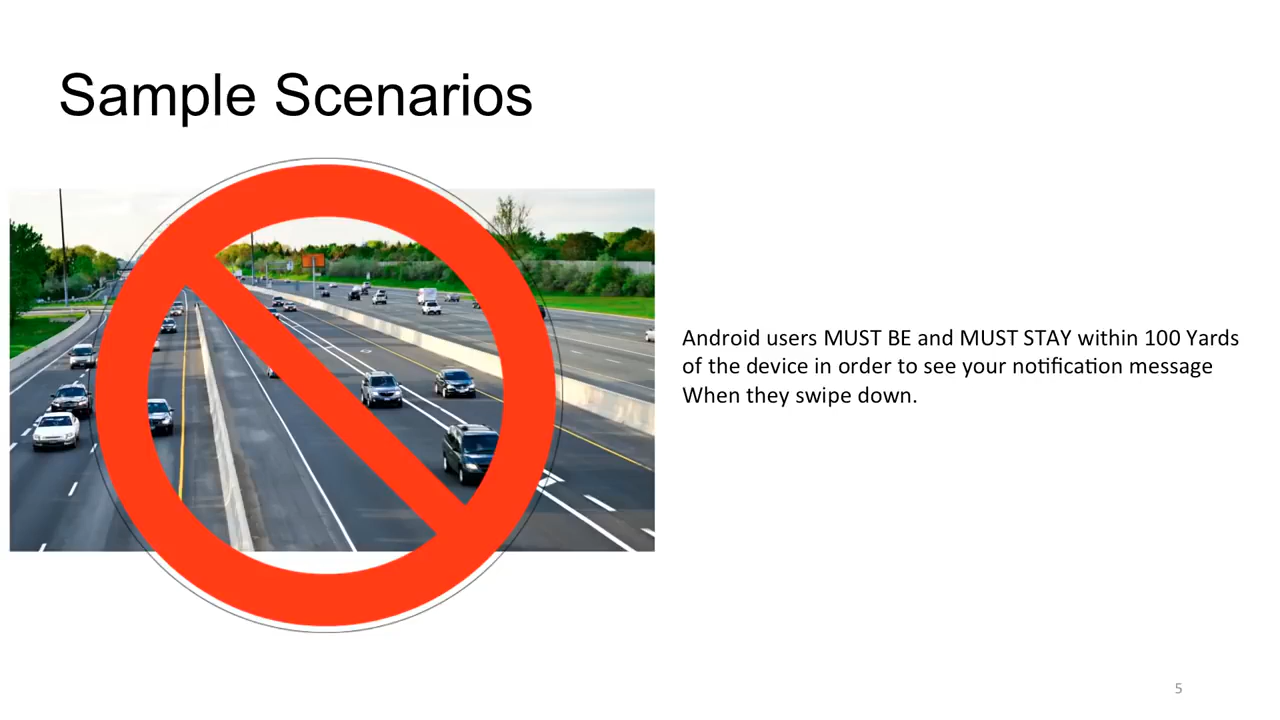 Sample Scenarios
Android users MUST BE and MUST STAY within 100 Yards
of the device in order to see your notification message
When they swipe down.
5